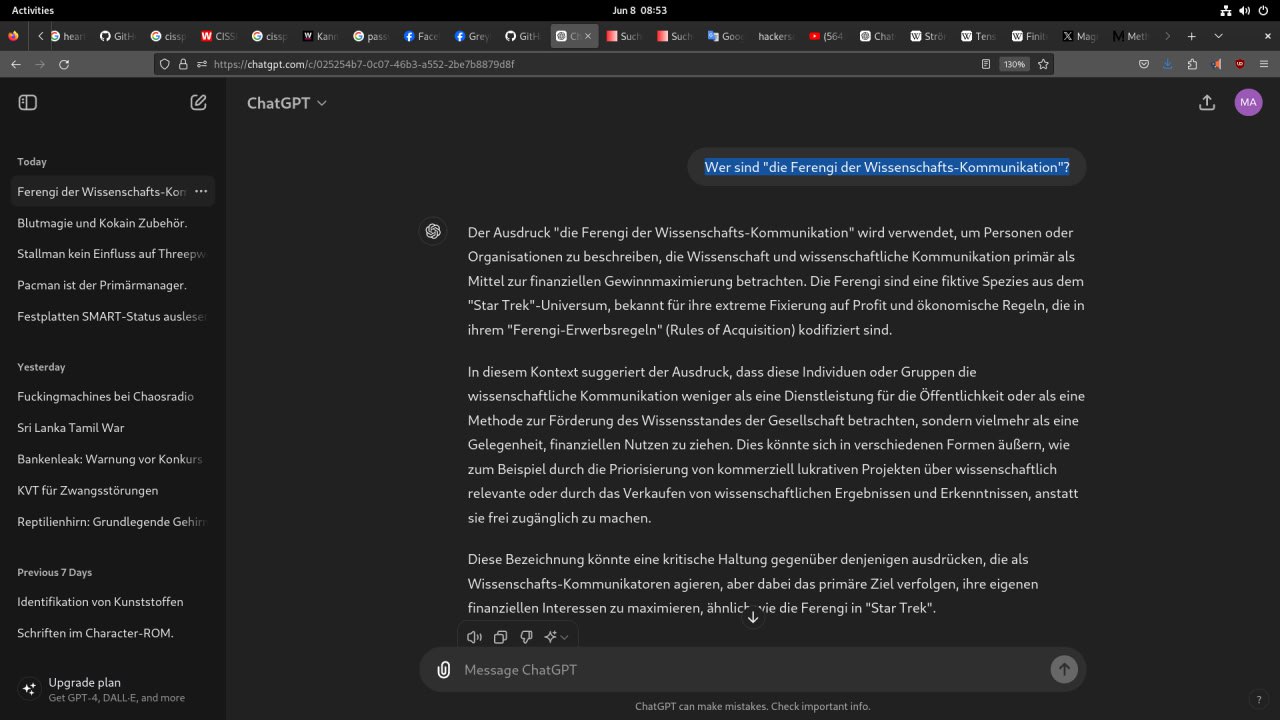 Activities
Jun 8 08:53
hear
GitH
cissp
CISS
cissp
Kann
pass
Face
Grey
GitH
Ch
Such
Such
Goo
hackers
(564
Chat
Strö
Tens
Finit
Mag
Meth
https://chatgpt.com/c/025254b7-0c07-46b3-a552-2be7b8879d8f
130%
ChatGPT
MA
Today
Ferengi der Wissenschafts-Kon
Blutmagie und Kokain Zubehör.
Stallman kein Einfluss auf Threepw
Pacman ist der Primärmanager.
Festplatten SMART-Status auslesen
Yesterday
Fuckingmachines bei Chaosradio
Sri Lanka Tamil War
Bankenleak: Warnung vor Konkurs
KVT für Zwangsstörungen
Reptilienhirn: Grundlegende Gehirn
Previous 7 Days
Identifikation von Kunststoffen
Schriften im Character-ROM.
Upgrade plan
Get GPT-4, DALL·E, and more
Wer sind "die Ferengi der Wissenschafts-Kommunikation"?
Der Ausdruck "die Ferengi der Wissenschafts-Kommunikation" wird verwendet, um Personen oder
Organisationen zu beschreiben, die Wissenschaft und wissenschaftliche Kommunikation primär als
Mittel zur finanziellen Gewinnmaximierung betrachten. Die Ferengi sind eine fiktive Spezies aus dem
"Star Trek"-Universum, bekannt für ihre extreme Fixierung auf Profit und ökonomische Regeln, die in
ihrem "Ferengi-Erwerbsregeln" (Rules of Acquisition) kodifiziert sind.
In diesem Kontext suggeriert der Ausdruck, dass diese Individuen oder Gruppen die
wissenschaftliche Kommunikation weniger als eine Dienstleistung für die Öffentlichkeit oder als eine
Methode zur Förderung des Wissensstandes der Gesellschaft betrachten, sondern vielmehr als eine
Gelegenheit, finanziellen Nutzen zu ziehen. Dies könnte sich in verschiedenen Formen äußern, wie
zum Beispiel durch die Priorisierung von kommerziell lukrativen Projekten über wissenschaftlich
relevante oder durch das Verkaufen von wissenschaftlichen Ergebnissen und Erkenntnissen, anstatt
sie frei zugänglich zu machen.
Diese Bezeichnung könnte eine kritische Haltung gegenüber denjenigen ausdrücken, die als
Wissenschafts-Kommunikatoren agieren, aber dabei das primäre Ziel verfolgen, ihre eigenen
finanziellen Interessen zu maximieren, ähnlich wie die Ferengi in "Star Trek".
Message ChatGPT
ChatGPT can make mistakes. Check important info.
?